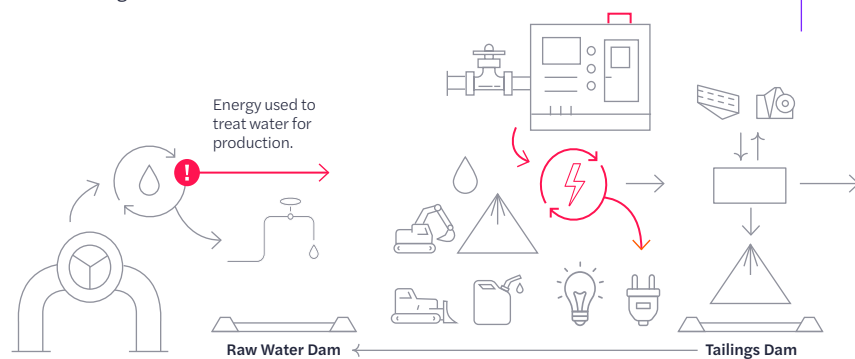 Energy used to
treat water for
production.
!
Raw Water Dam
Tailings Dam